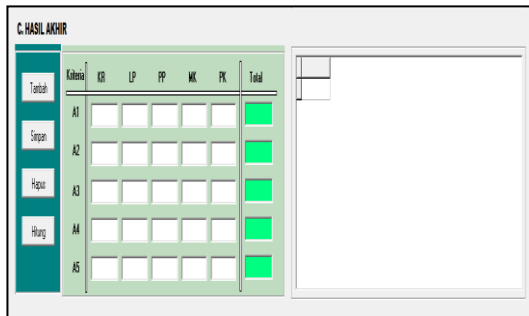 C. HASIL AKHIR
Tambah
Simpan
Hapus
Hitung
Kriteria KR LP PP MK PK Total
A1
A2
A3
A4
A5